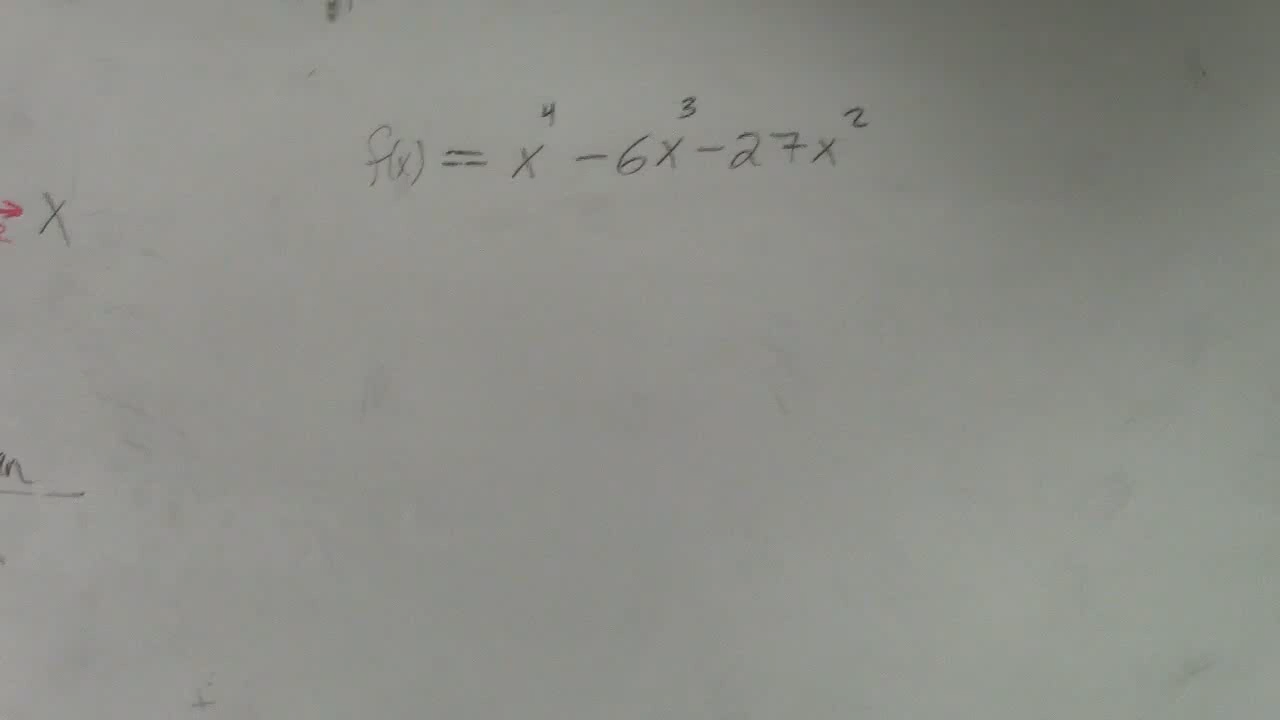 f(x) = x⁴ - 6x³ - 27x²
X